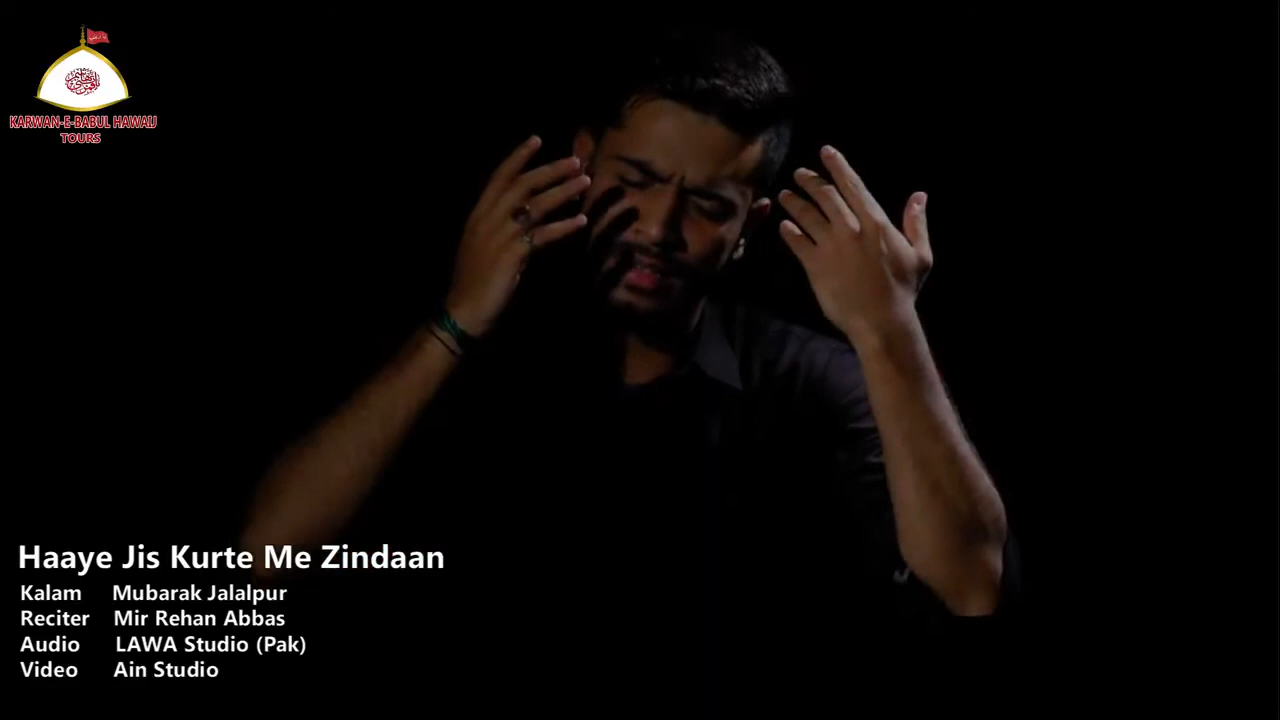 KARWAN-E-BABUL HAWAIJ
TOURS
Haaye Jis Kurte Me Zindaan
Kalam Mubarak Jalalpur
Reciter Mir Rehan Abbas
Audio LAWA Studio (Pak)
Video Ain Studio